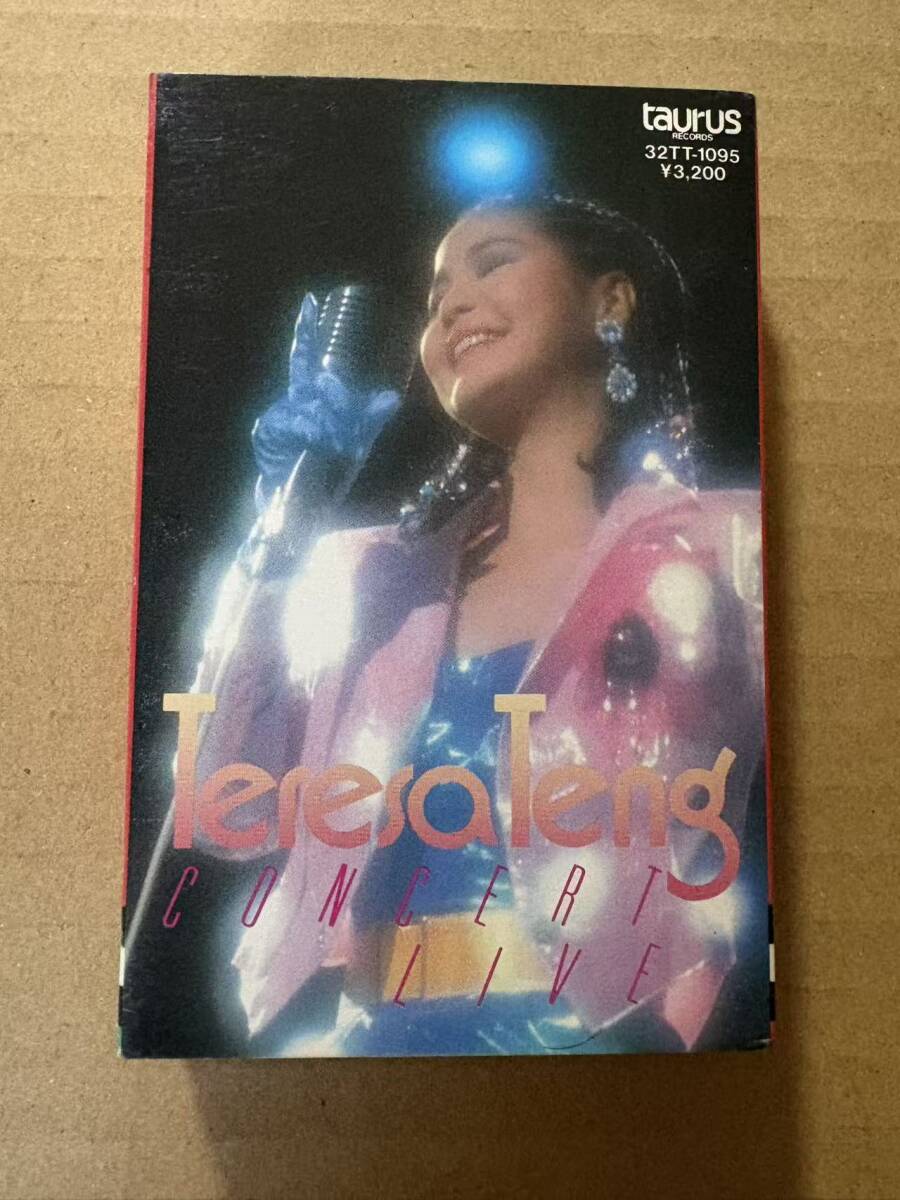 taurus
RECORDS
32TT-1095
¥3,200
Teresa Teng
CONCERT
LIVE